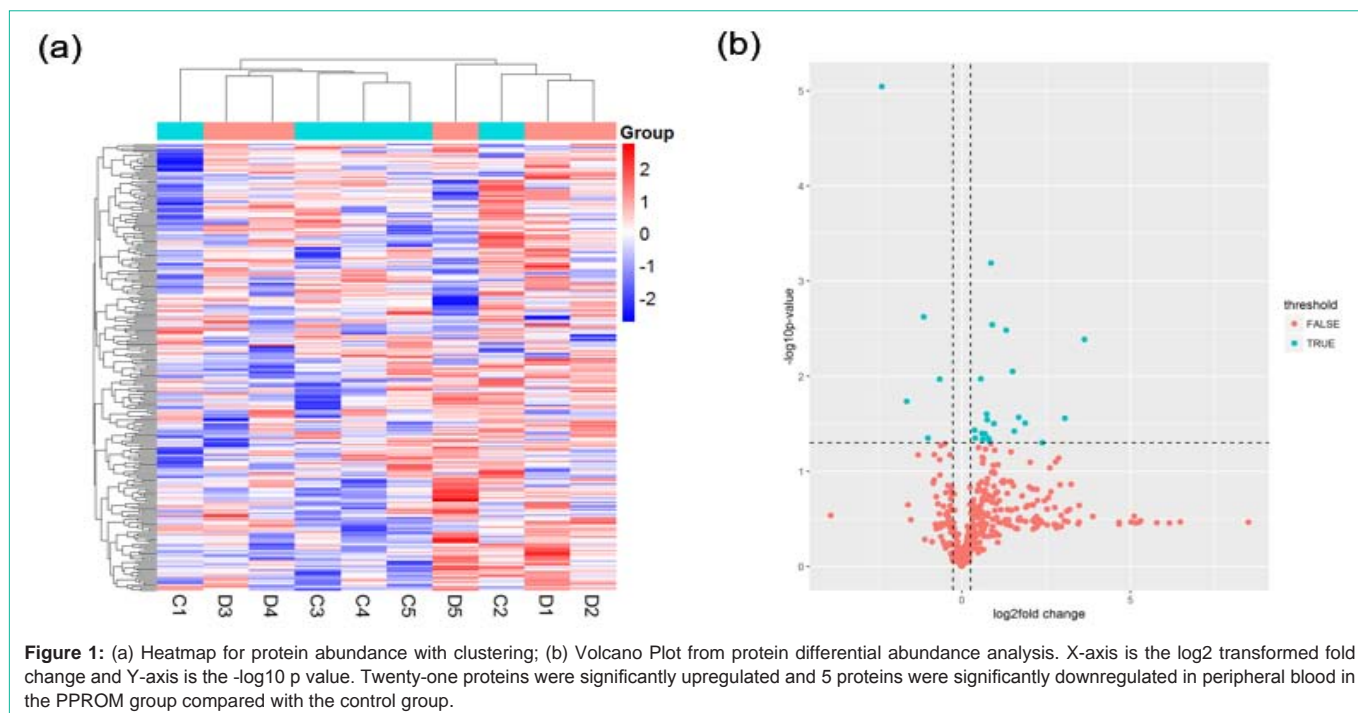 (a)
Group
2
1
0
-1
-2
C1 D3 D4 C3 C4 C5 D5 C2 D1 D2
(b)
5
4
3
2
1
0
-log10p-value
0 5
log2fold change
threshold
FALSE
TRUE
Figure 1: (a) Heatmap for protein abundance with clustering; (b) Volcano Plot from protein differential abundance analysis. X-axis is the log2 transformed fold
change and Y-axis is the -log10 p value. Twenty-one proteins were significantly upregulated and 5 proteins were significantly downregulated in peripheral blood in
the PPROM group compared with the control group.